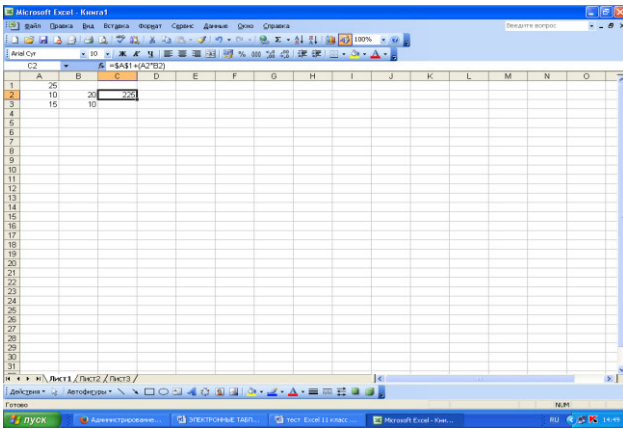 Microsoft Excel - Книга1
Файл Правка Вид Вставка Формат Сервис Данные Окно Справка Введите вопрос
100%
Arial Cyr 10 Ж К Ч
C2 fx =$A$1+(A2*B2)
A B C D E F G H I J K L M N O
1 25
2 10 20 225
3 15 10
4
5
6
7
8
9
10
11
12
13
14
15
16
17
18
19
20
21
22
23
24
25
26
27
28
29
30
31
Лист1 / Лист2 / Лист3 /
Действия Автофигуры
Готово NUM
пуск Администрирование... ЭЛЕКТРОННЫЕ ТАБЛ... тест Excel 11 класс ... Microsoft Excel - Кни... RU 14:49